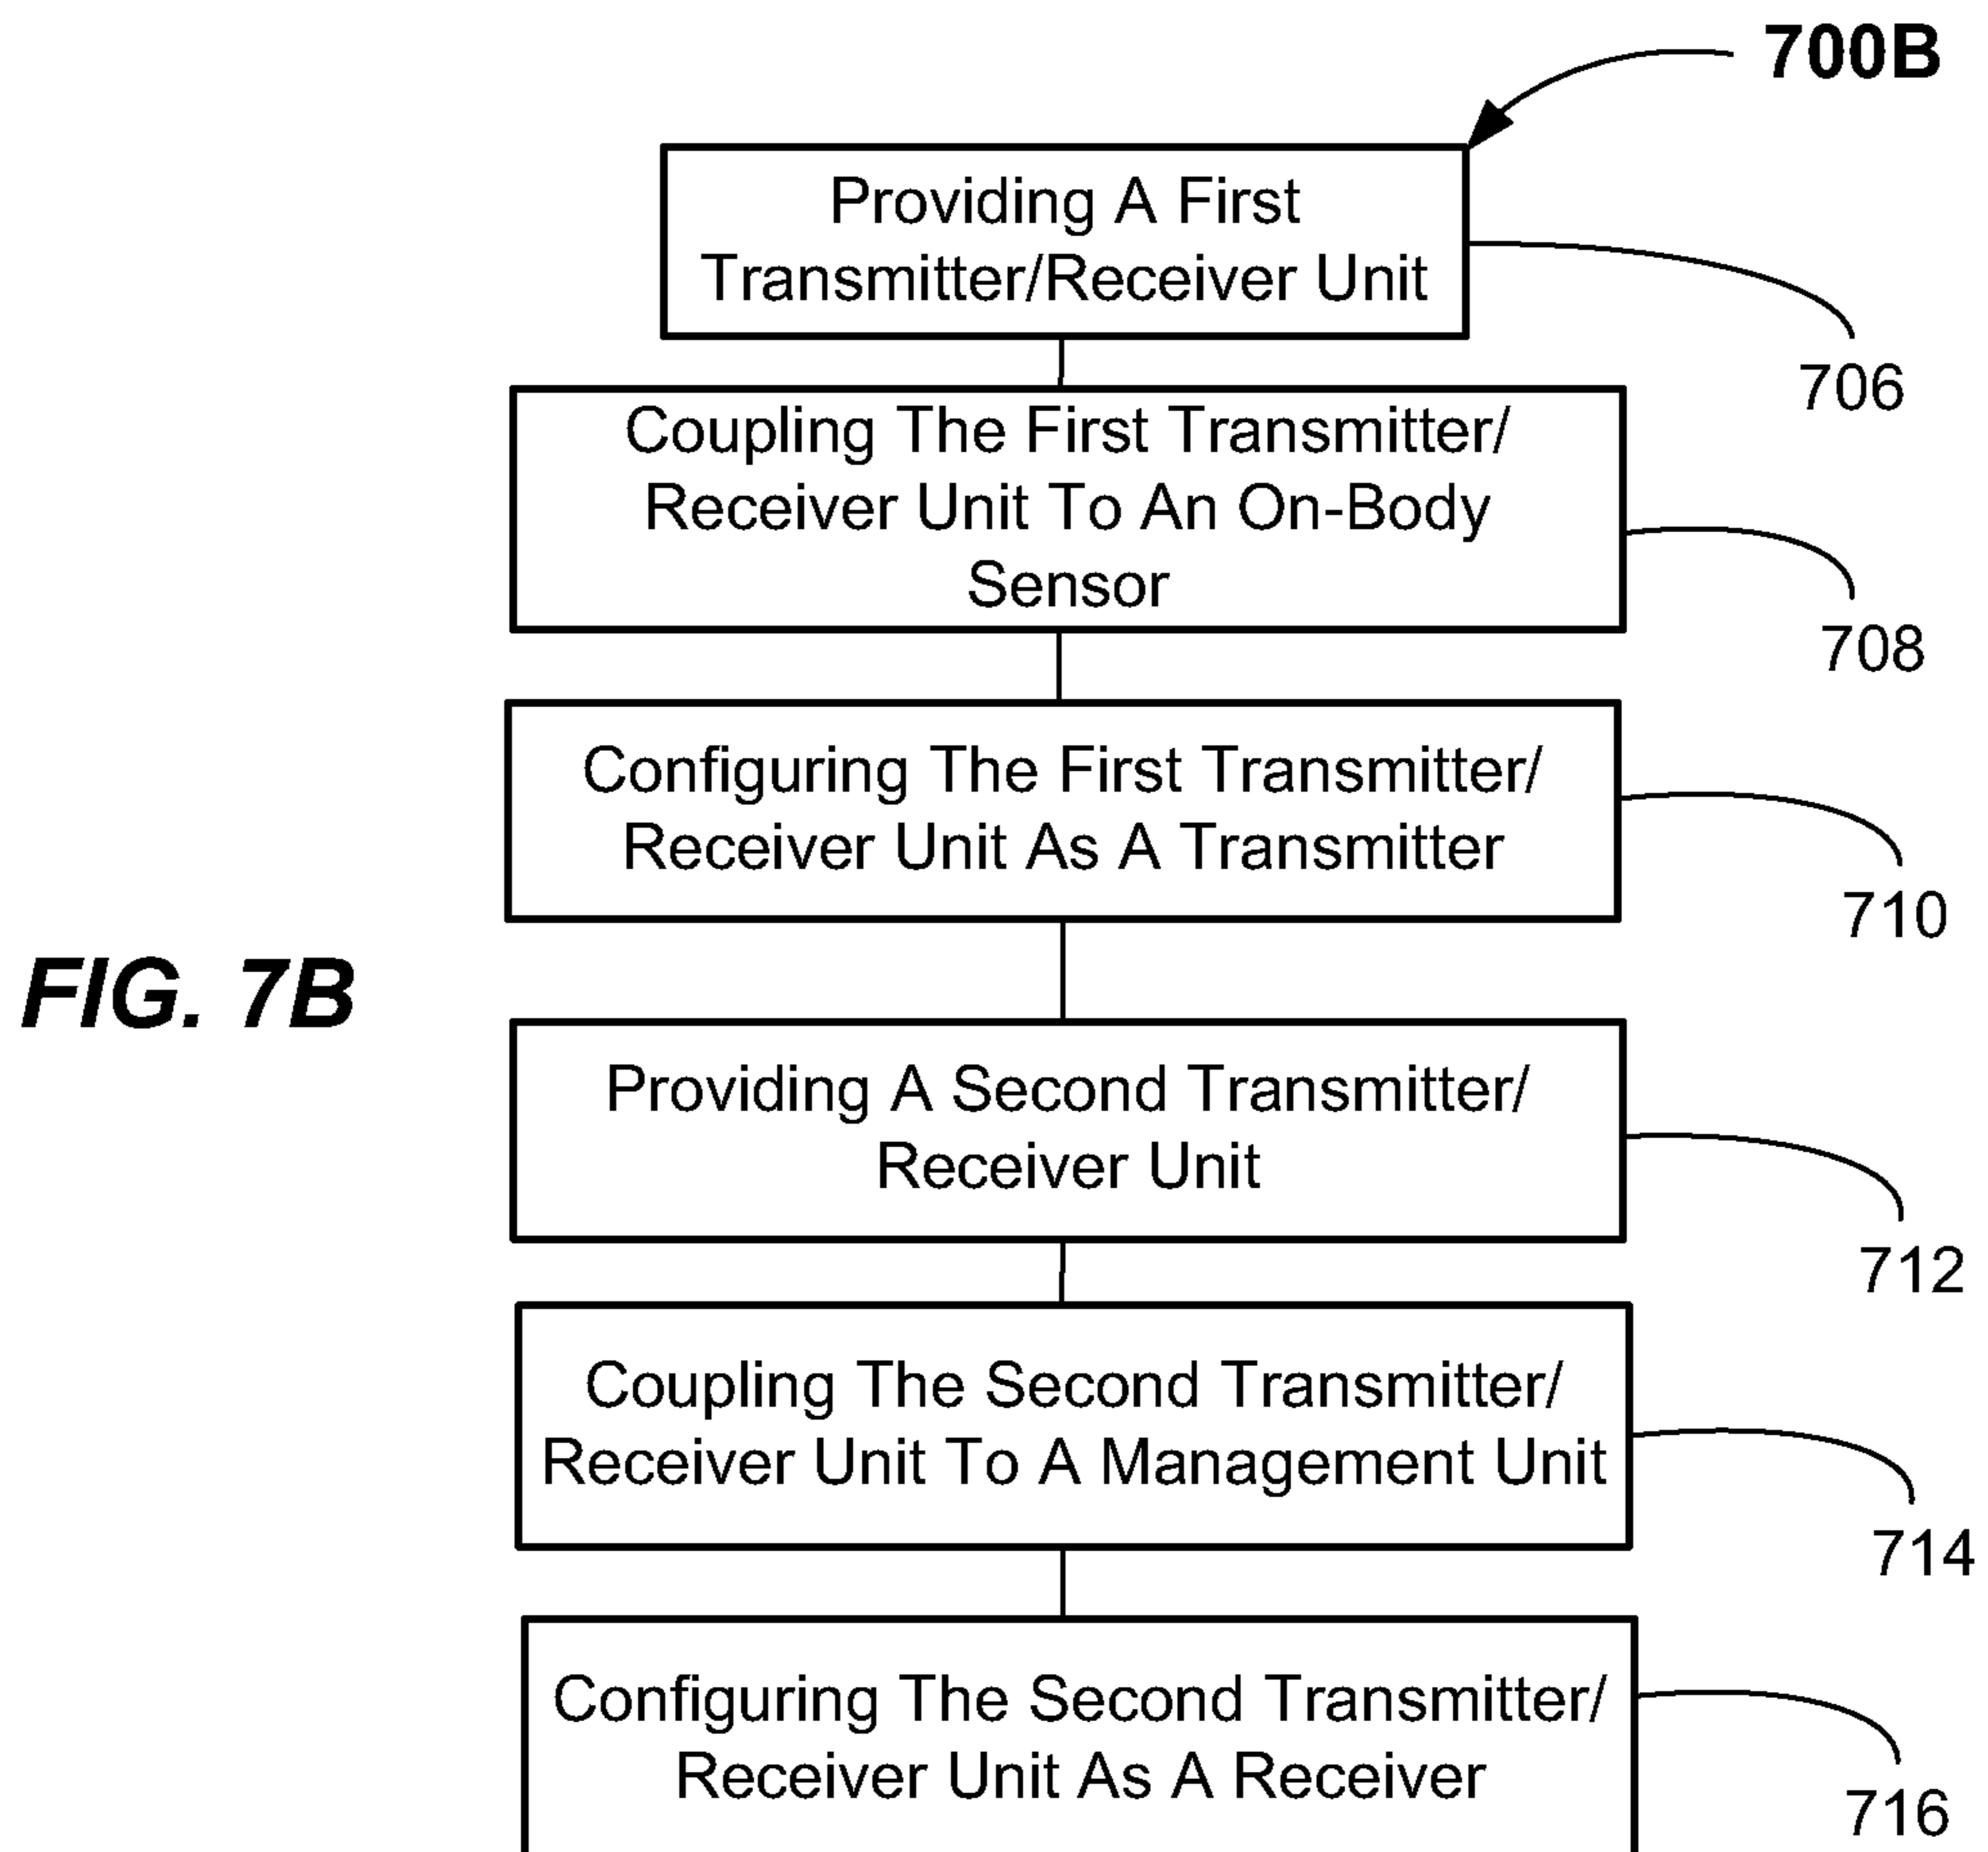 700B
Providing A First
Transmitter/Receiver Unit
706
Coupling The First Transmitter/
Receiver Unit To An On-Body
Sensor
708
Configuring The First Transmitter/
Receiver Unit As A Transmitter
710
FIG. 7B
Providing A Second Transmitter/
Receiver Unit
712
Coupling The Second Transmitter/
Receiver Unit To A Management Unit
714
Configuring The Second Transmitter/
Receiver Unit As A Receiver
716